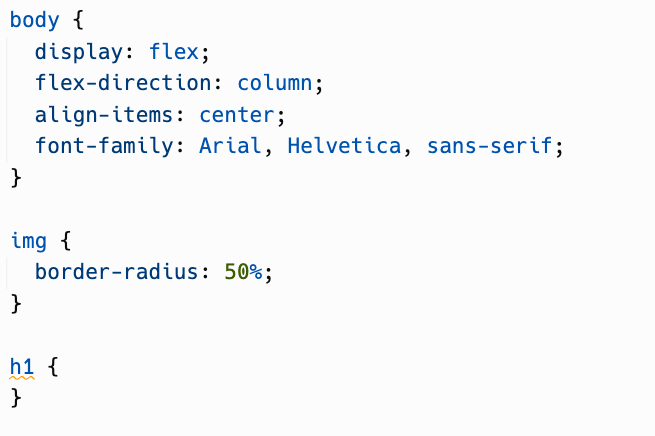 body {
  display: flex;
  flex-direction: column;
  align-items: center;
  font-family: Arial, Helvetica, sans-serif;
}

img {
  border-radius: 50%;
}

h1 {
}